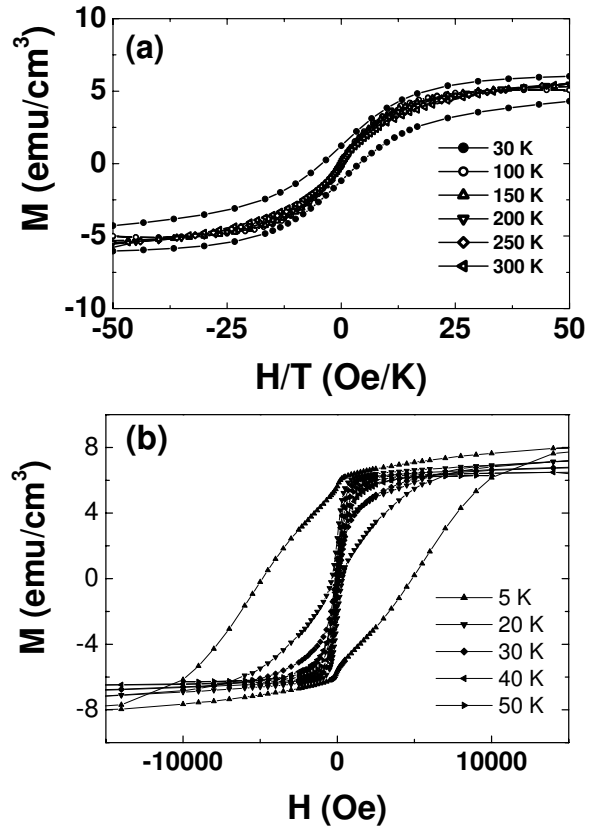 (a)
10
5
0
-5
-10
M (emu/cm³)
30 K
100 K
150 K
200 K
250 K
300 K
-50 -25 0 25 50
H/T (Oe/K)
(b)
8
4
0
-4
-8
M (emu/cm³)
5 K
20 K
30 K
40 K
50 K
-10000 0 10000
H (Oe)